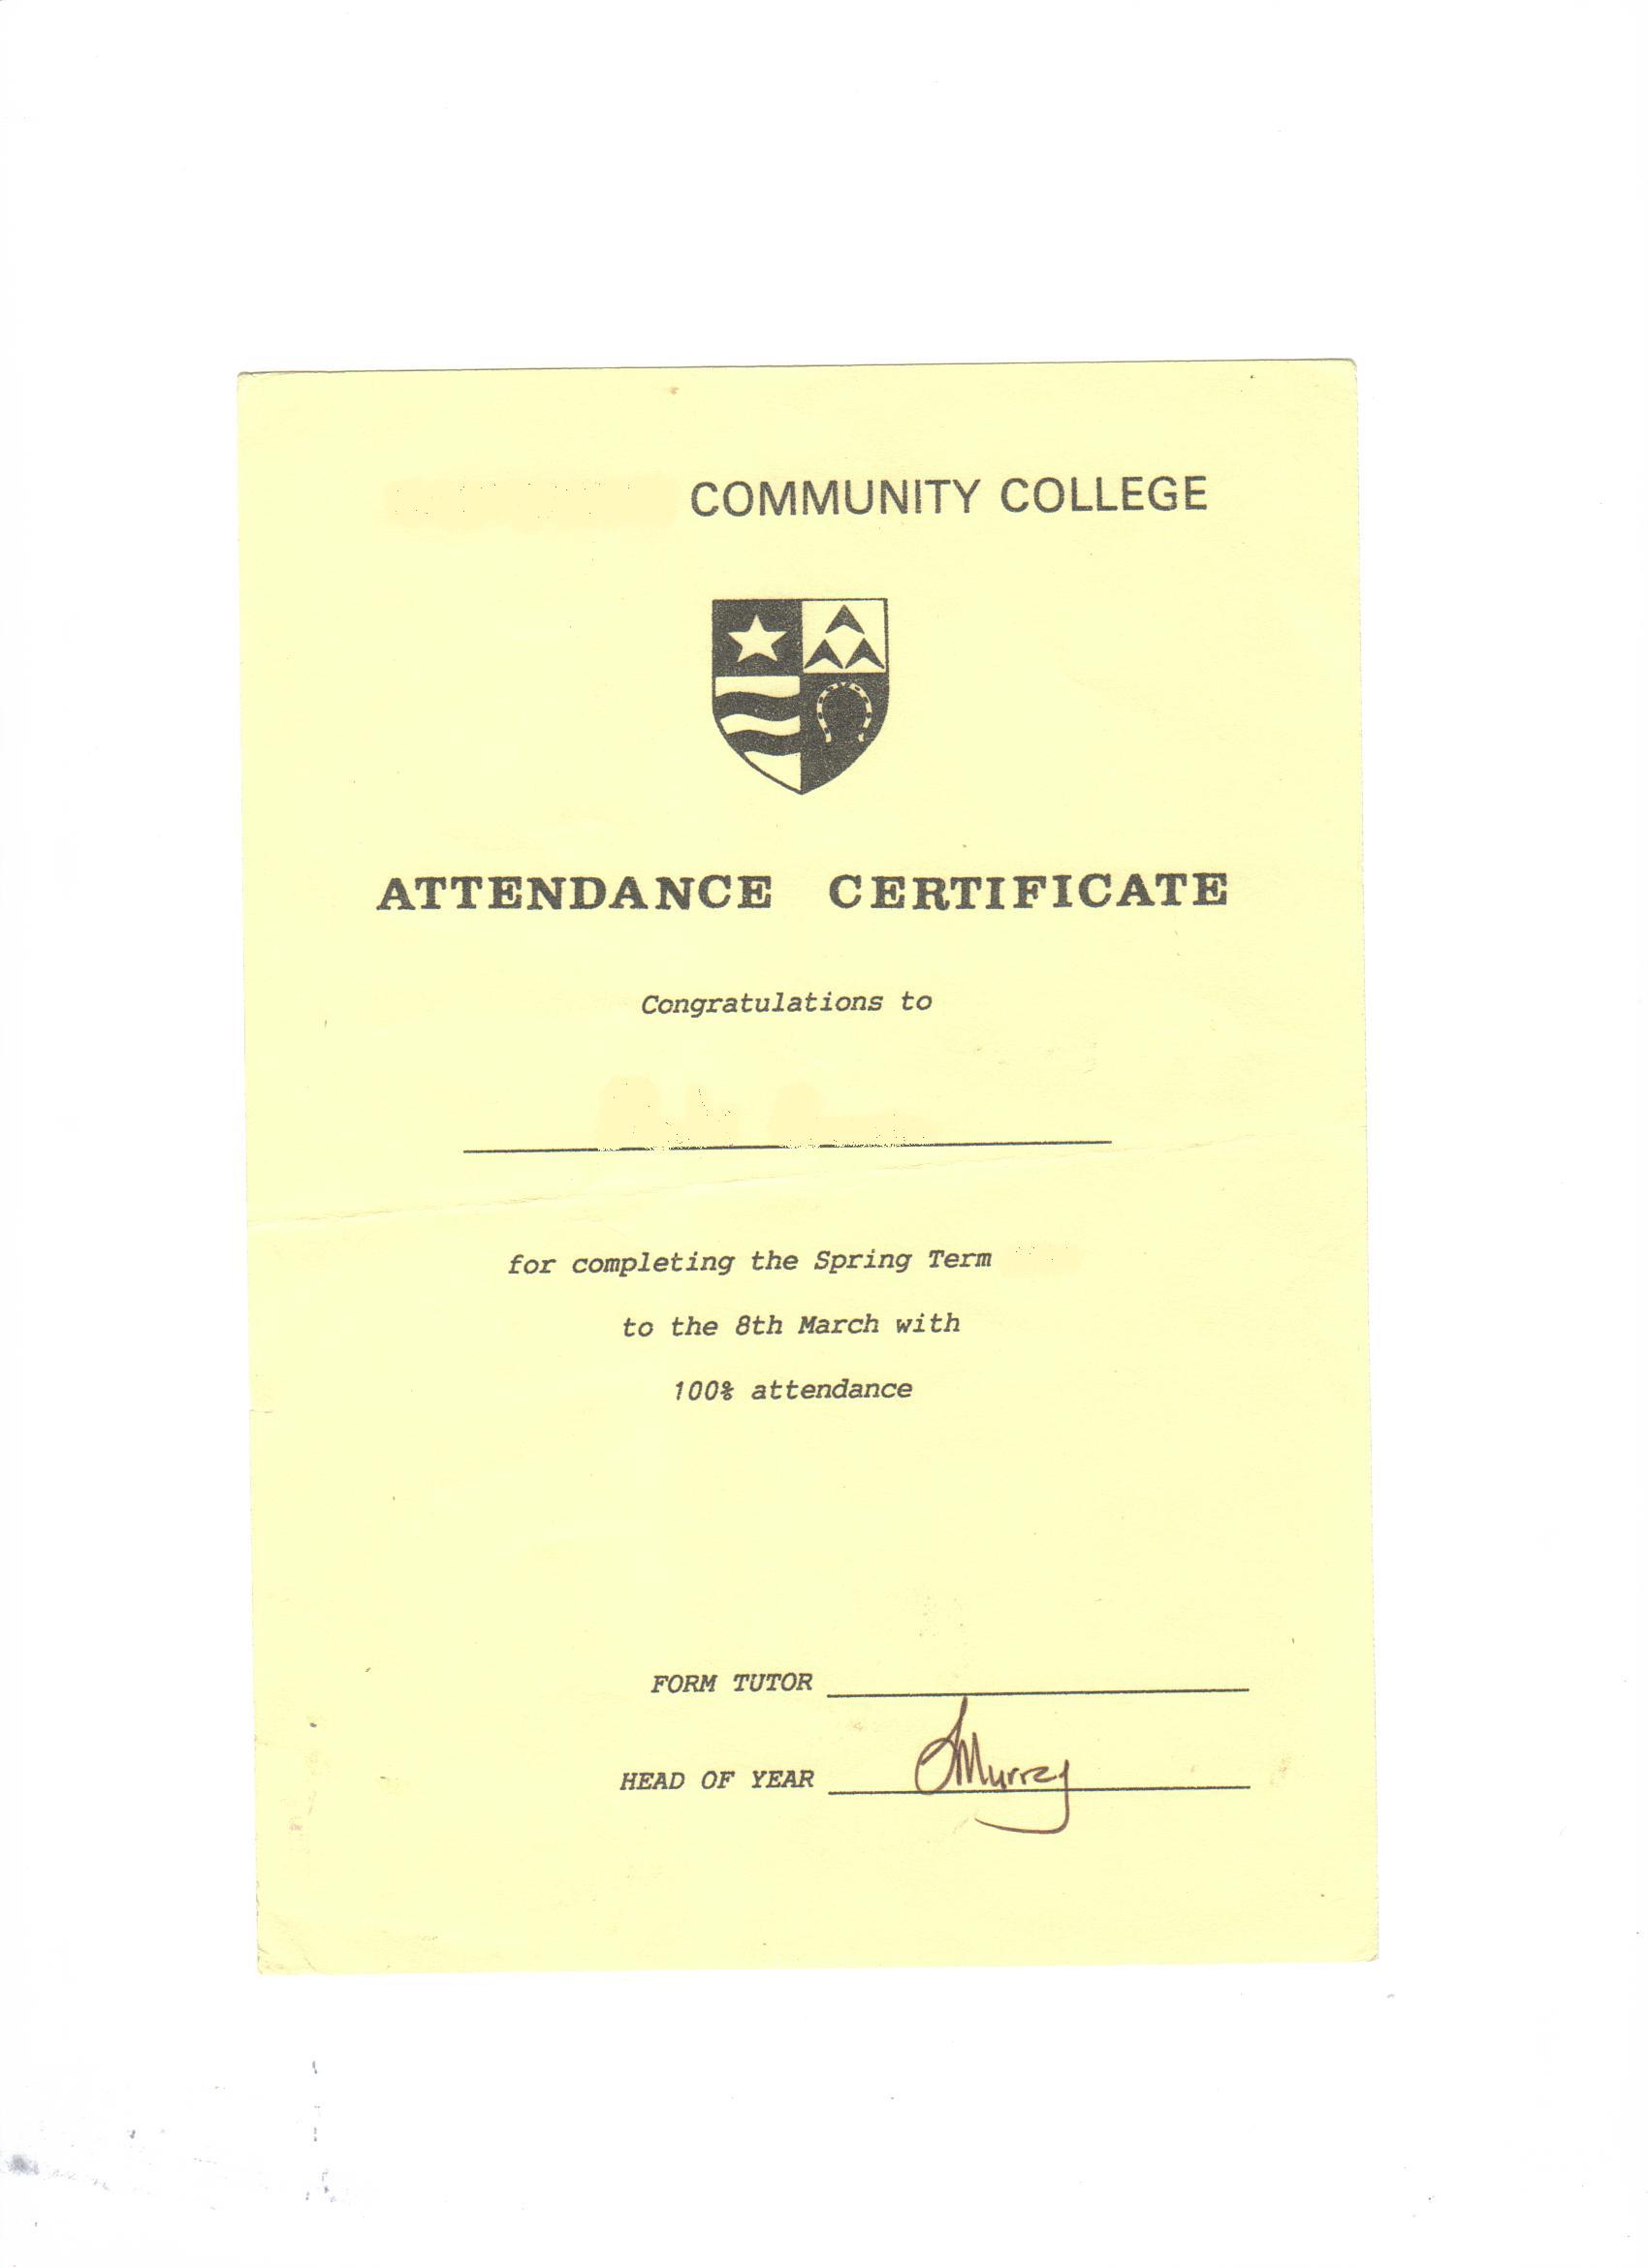 COMMUNITY COLLEGE
ATTENDANCE CERTIFICATE
Congratulations to
for completing the Spring Term
to the 8th March with
100% attendance
FORM TUTOR
HEAD OF YEAR Murray